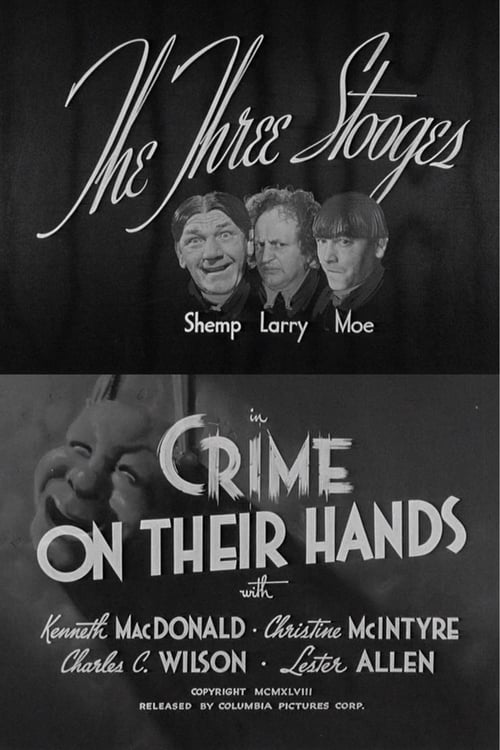 The Three Stooges
Shemp Larry Moe
in
CRIME
ON THEIR HANDS
with
Kenneth MacDONALD · Christine McINTYRE
Charles C. WILSON · Lester ALLEN
COPYRIGHT MCMXLVIII
RELEASED BY COLUMBIA PICTURES CORP.